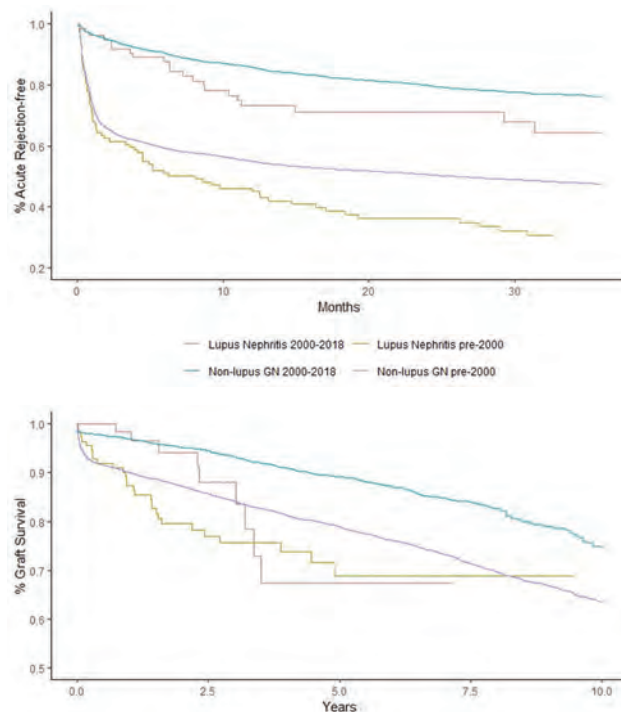 1.0
0.8
0.6
0.4
0.2
% Acute Rejection-free
0 10 20 30
Months
Lupus Nephritis 2000-2018 Lupus Nephritis pre-2000
Non-lupus GN 2000-2018 Non-lupus GN pre-2000
1.0
0.9
0.8
0.7
0.6
0.5
% Graft Survival
0.0 2.5 5.0 7.5 10.0
Years